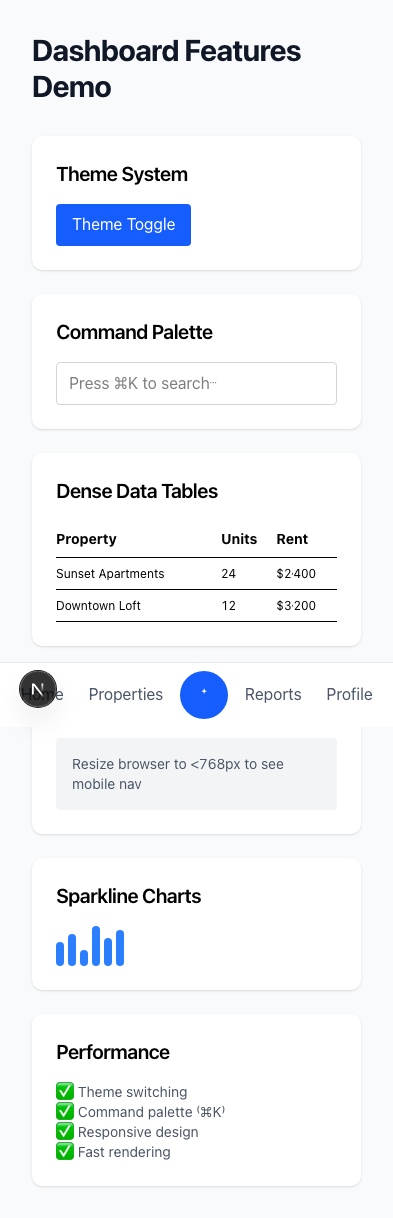 Dashboard Features
Demo
Theme System
Theme Toggle
Command Palette
Press ⌘K to search...
Dense Data Tables
Property Units Rent
Sunset Apartments 24 $2,400
Downtown Loft 12 $3,200
N
Home Properties + Reports Profile
Resize browser to <768px to see
mobile nav
Sparkline Charts
Performance
✅ Theme switching
✅ Command palette (⌘K)
✅ Responsive design
✅ Fast rendering